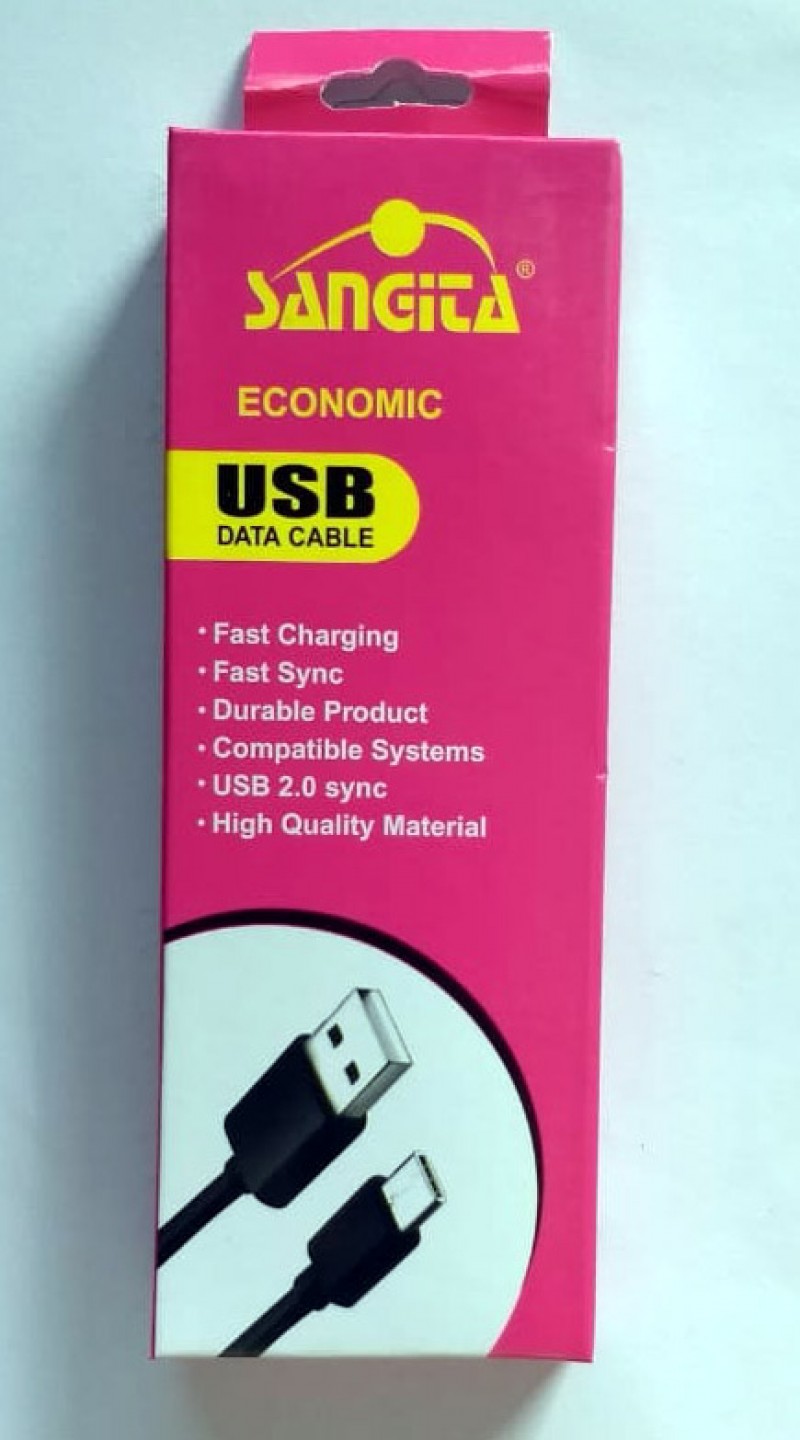 SANGITA®
ECONOMIC
USB
DATA CABLE
• Fast Charging
• Fast Sync
• Durable Product
• Compatible Systems
• USB 2.0 sync
• High Quality Material